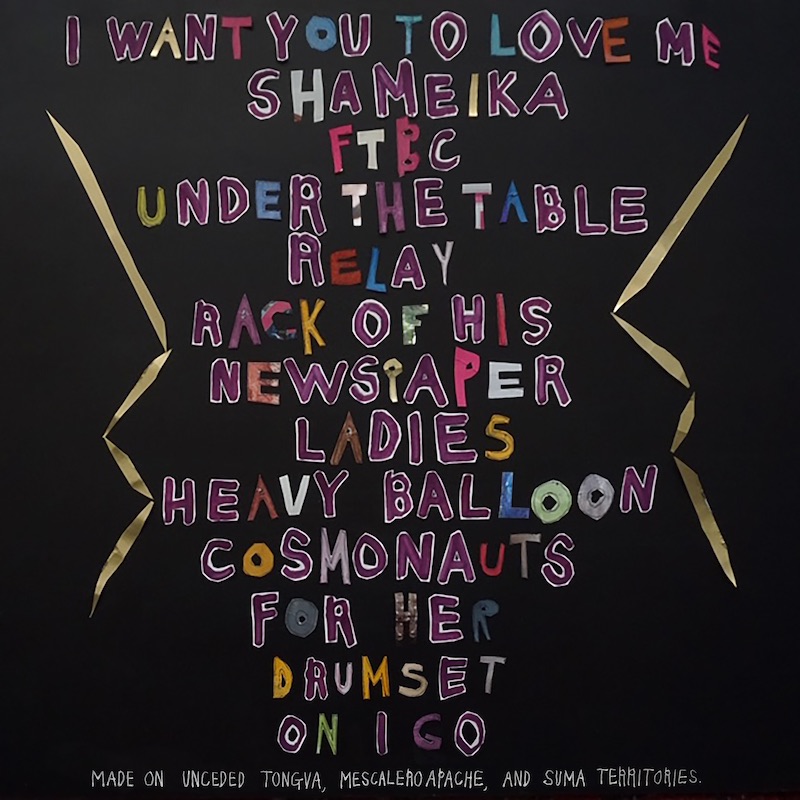 I WANT YOU TO LOVE ME
SHAMEIKA
FTBC
UNDER THE TABLE
RELAY
RACK OF HIS
NEWSPAPER
LADIES
HEAVY BALLOON
COSMONAUTS
FOR HER
DRUMSET
ON I GO
MADE ON UNCEDED TONGVA, MESCALERO APACHE, AND SUMA TERRITORIES.